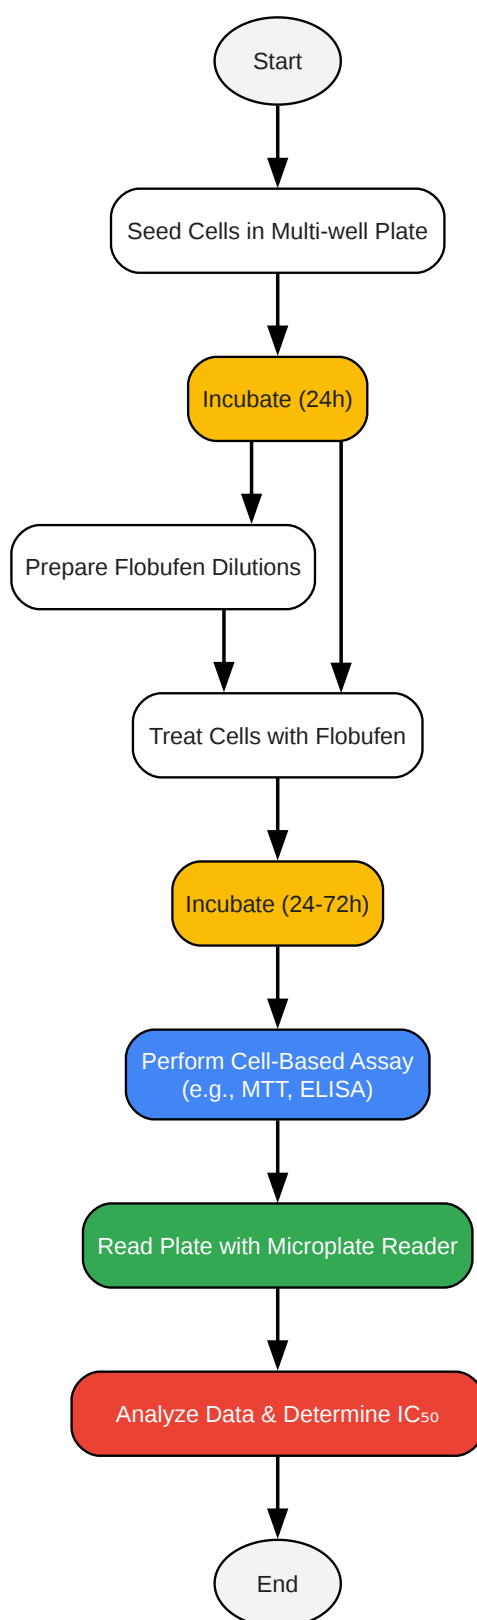 Start
Seed Cells in Multi-well Plate
Incubate (24h)
Prepare Flobufen Dilutions
Treat Cells with Flobufen
Incubate (24-72h)
Perform Cell-Based Assay
(e.g., MTT, ELISA)
Read Plate with Microplate Reader
Analyze Data & Determine IC₅₀
End